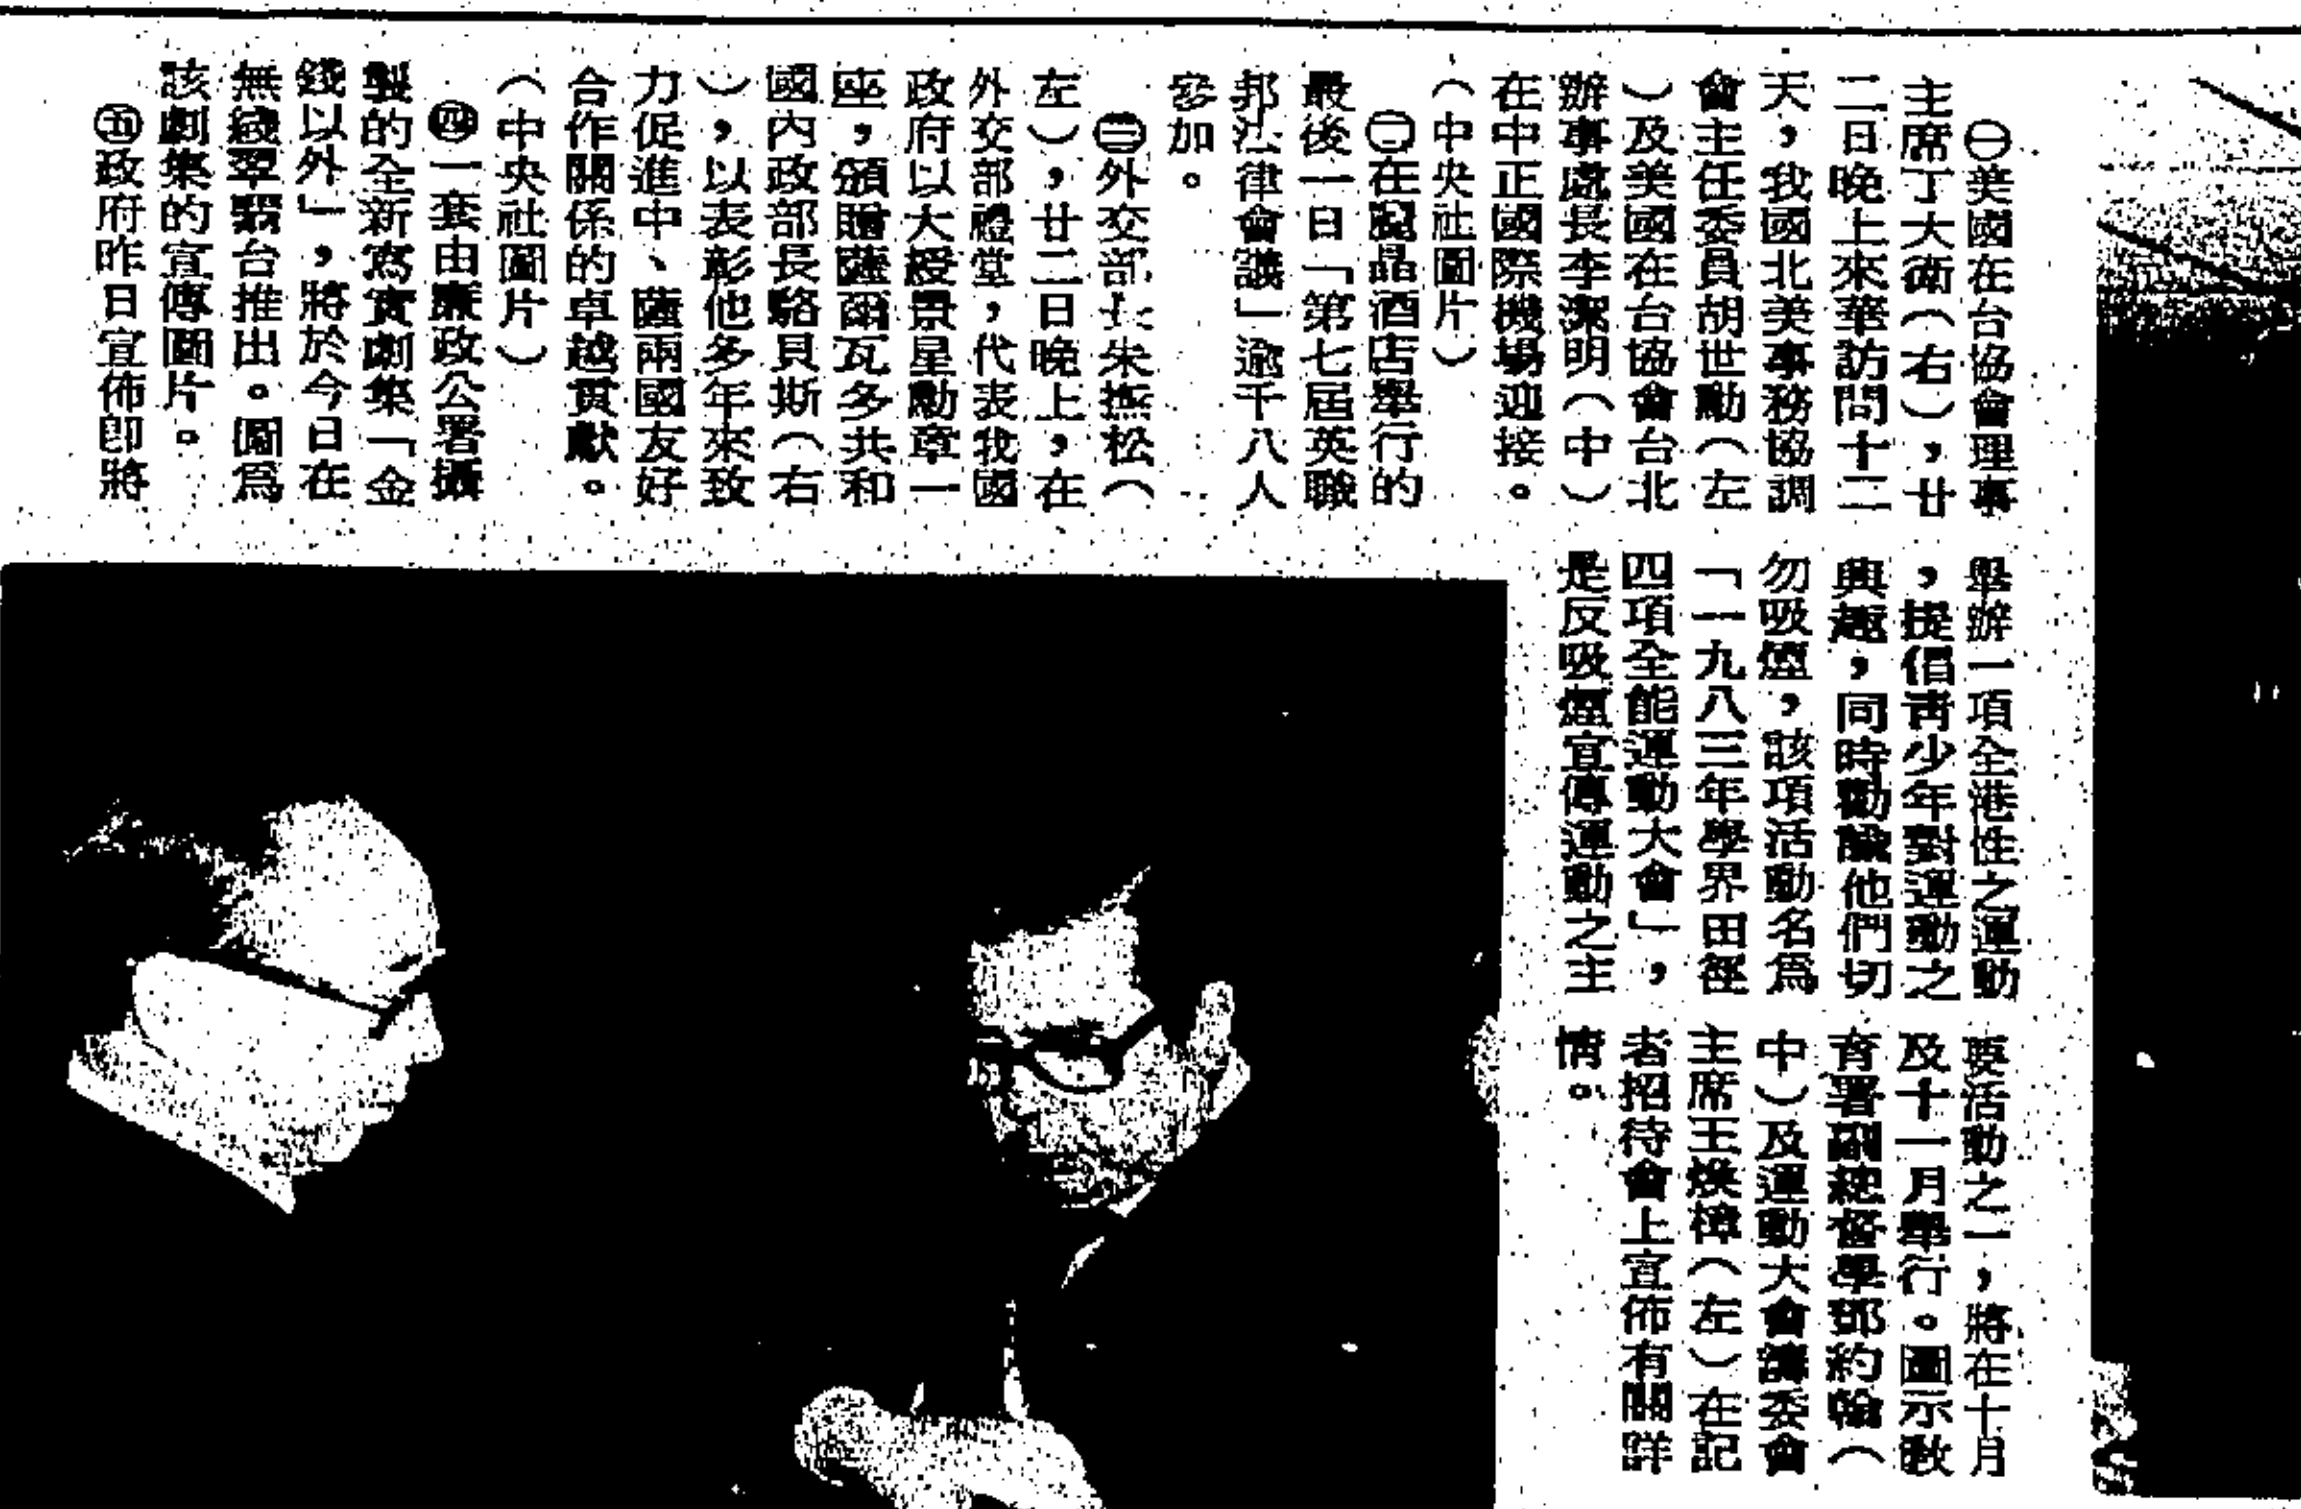 ㊀美國在台協會理事
主席丁大衛(右),廿
二日晚上來華訪問十二
天,我國北美事務協調
會主任委員胡世勳(左
)及美國在台協會台北
辦事處長李潔明(中)
在中正國際機場迎接。
(中央社圖片)
㊁在麗晶酒店舉行的
最後一日「第七屆英聯
邦法律會議」逾千八人
參加。
㊂外交部長朱撫松(
左),廿二日晚上,在
外交部禮堂,代表我國
政府以大綬景星勳章一
座,頒贈薩爾瓦多共和
國內政部長駱貝斯(右
),以表彰他多年來致
力促進中、薩兩國友好
合作關係的卓越貢獻。
(中央社圖片)
㊃一套由廉政公署攝
製的全新寫實劇集「金
錢以外」,將於今日在
無綫翠翡台推出。圖爲
該劇集的宣傳圖片。
㊄政府昨日宣佈即將
舉辦一項全港性之運動
,提倡靑少年對運動之
興趣,同時勸誡他們切
勿吸煙,該項活動名爲
「一九八三年學界田徑
四項全能運動大會」,
是反吸煙宣傳運動之主
要活動之一,將在十月
及十一月舉行。圖示教
育署副總督學鄧約翰(
中)及運動大會籌委會
主席王煥樟(左)在記
者招待會上宣佈有關詳
情。